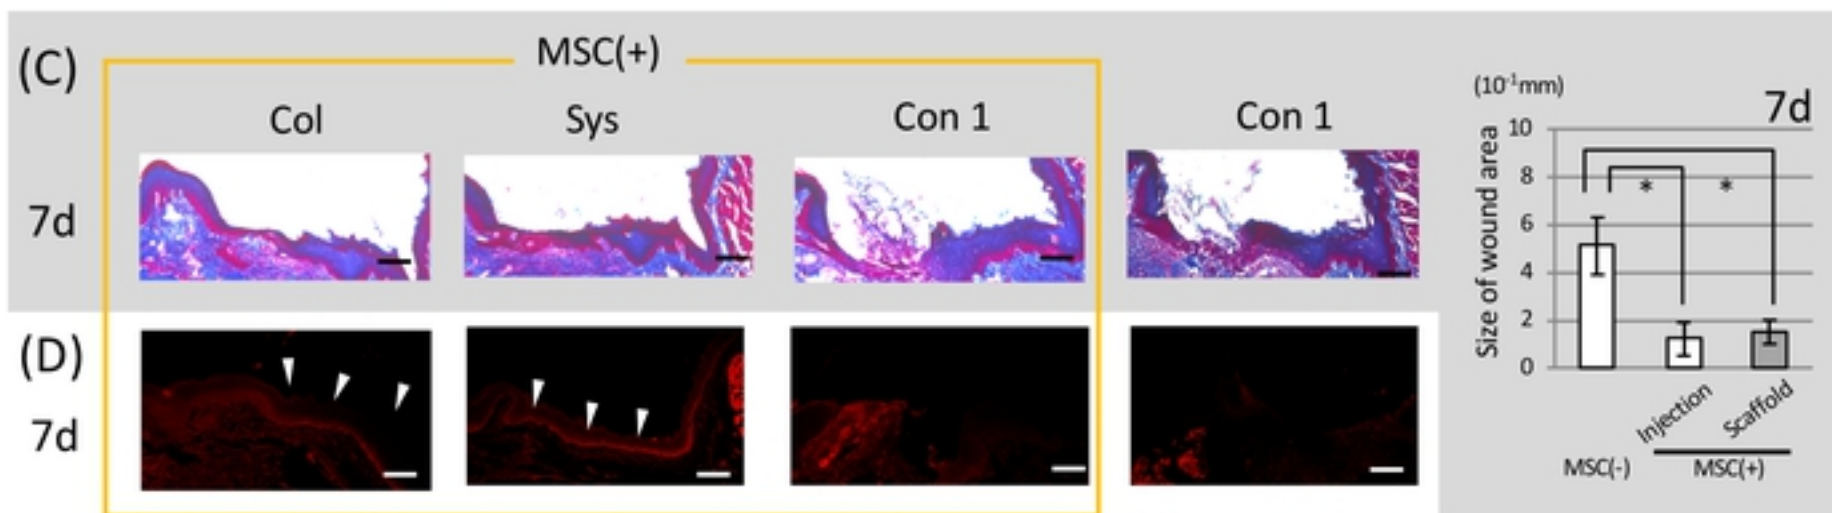 (C)
MSC(+)
Col
Sys
Con 1
Con 1
7d
(D)
7d
(10⁻¹mm)
7d
Size of wound area
10
8
6
4
2
0
*
*
Injection
Scaffold
MSC(-)
MSC(+)